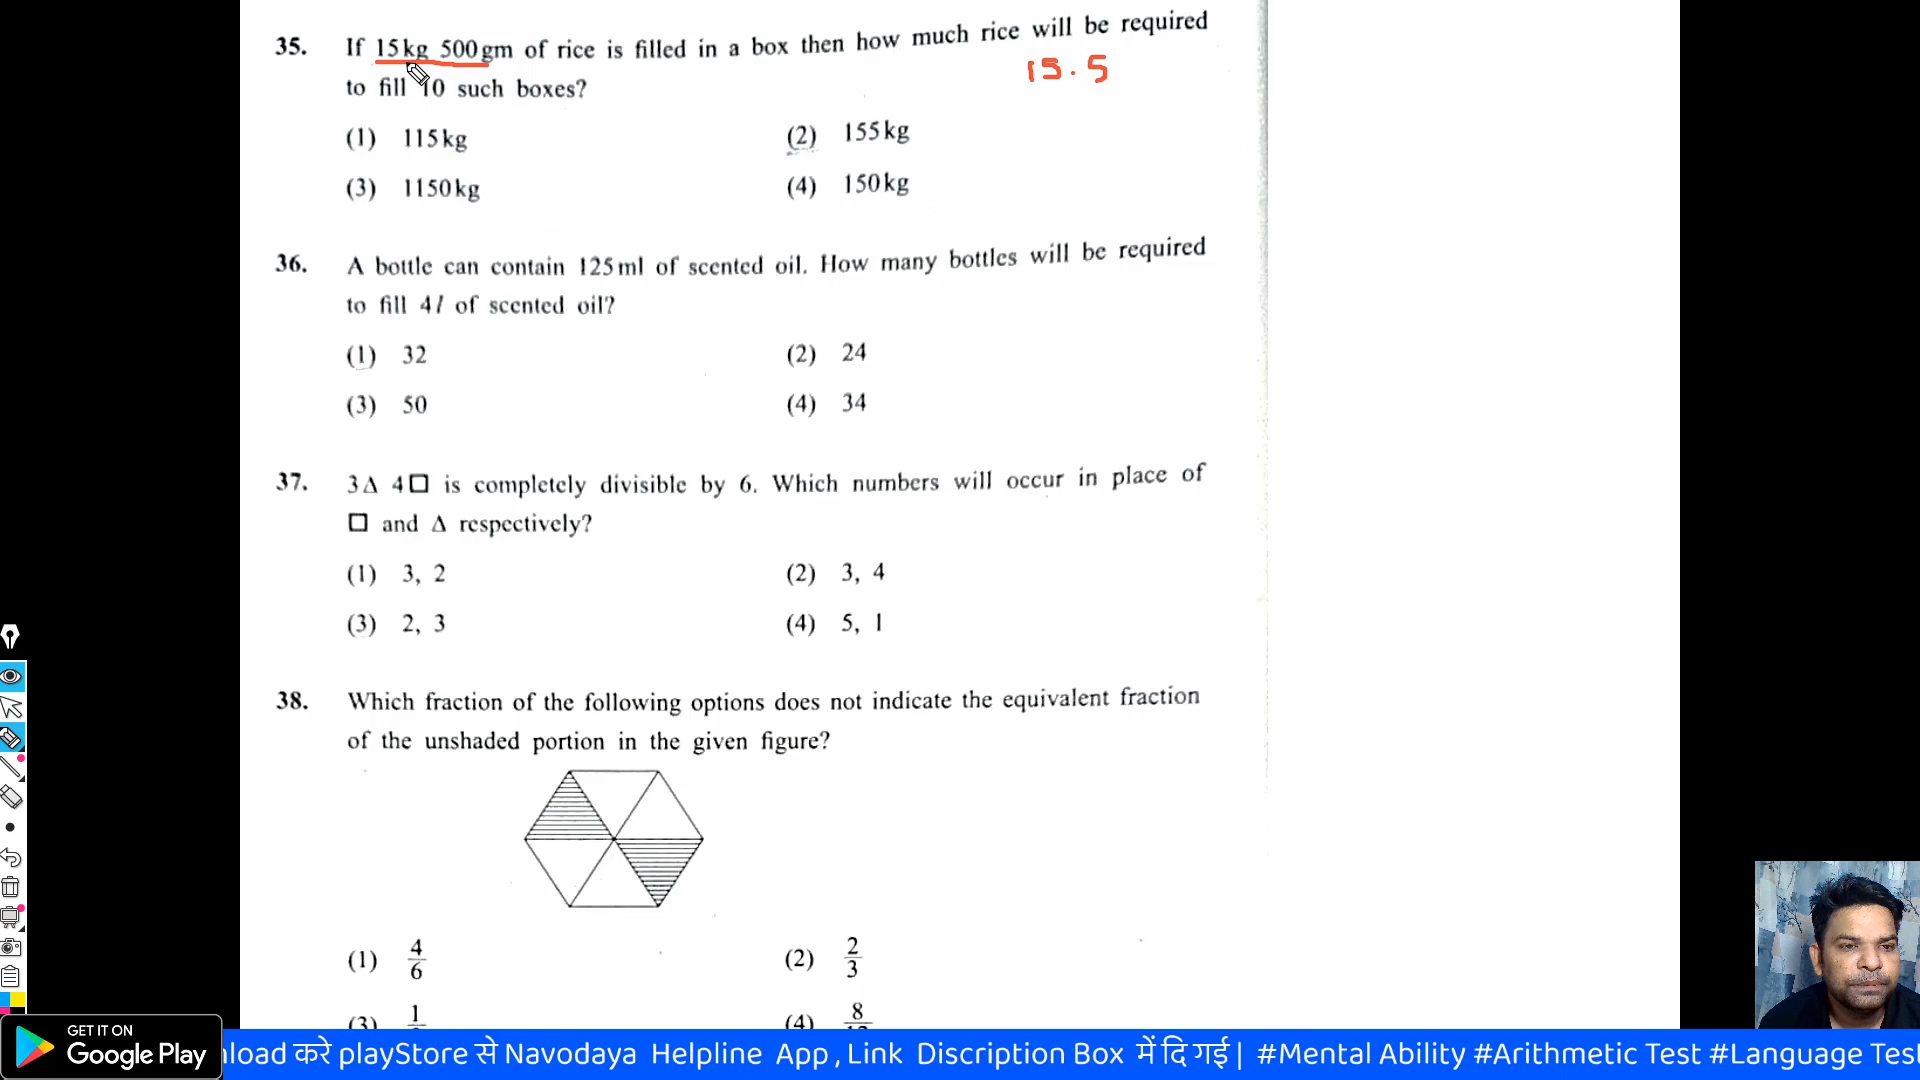 35. If 15kg 500gm of rice is filled in a box then how much rice will be required
15.5
to fill 10 such boxes?
(1) 115kg (2) 155kg
(3) 1150kg (4) 150kg
36. A bottle can contain 125ml of scented oil. How many bottles will be required
to fill 4l of scented oil?
(1) 32 (2) 24
(3) 50 (4) 34
37. 3Δ 4□ is completely divisible by 6. Which numbers will occur in place of
□ and Δ respectively?
(1) 3, 2 (2) 3, 4
(3) 2, 3 (4) 5, 1
38. Which fraction of the following options does not indicate the equivalent fraction
of the unshaded portion in the given figure?
(1) 4/6 (2) 2/3
(3) 1 (4) 8
GET IT ON
Google Play
load करे playStore से Navodaya Helpline App , Link Discription Box में दि गई | #Mental Ability #Arithmetic Test #Language Test